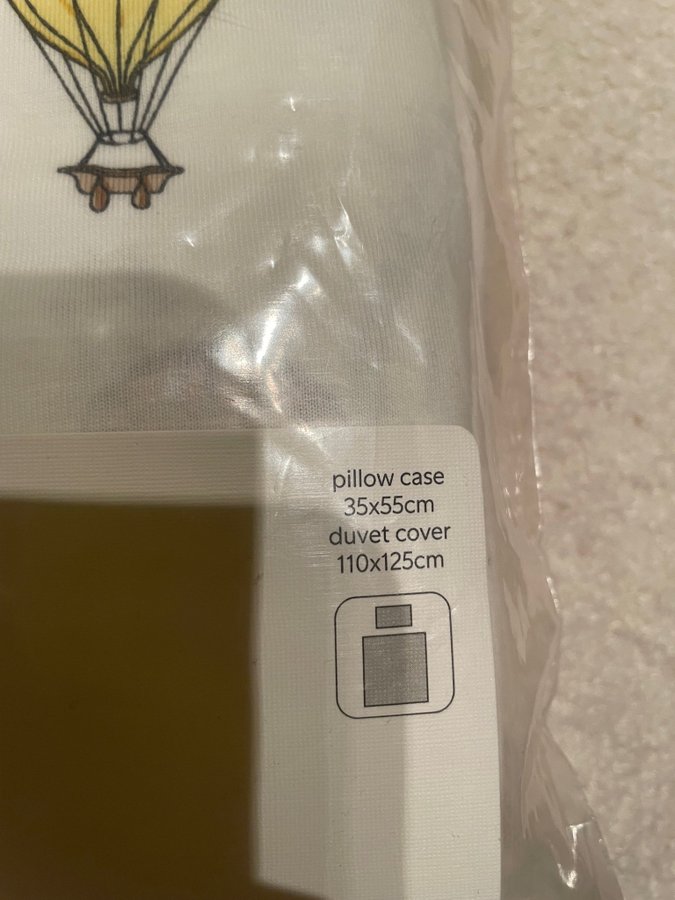 pillow case
35x55cm
duvet cover
110x125cm